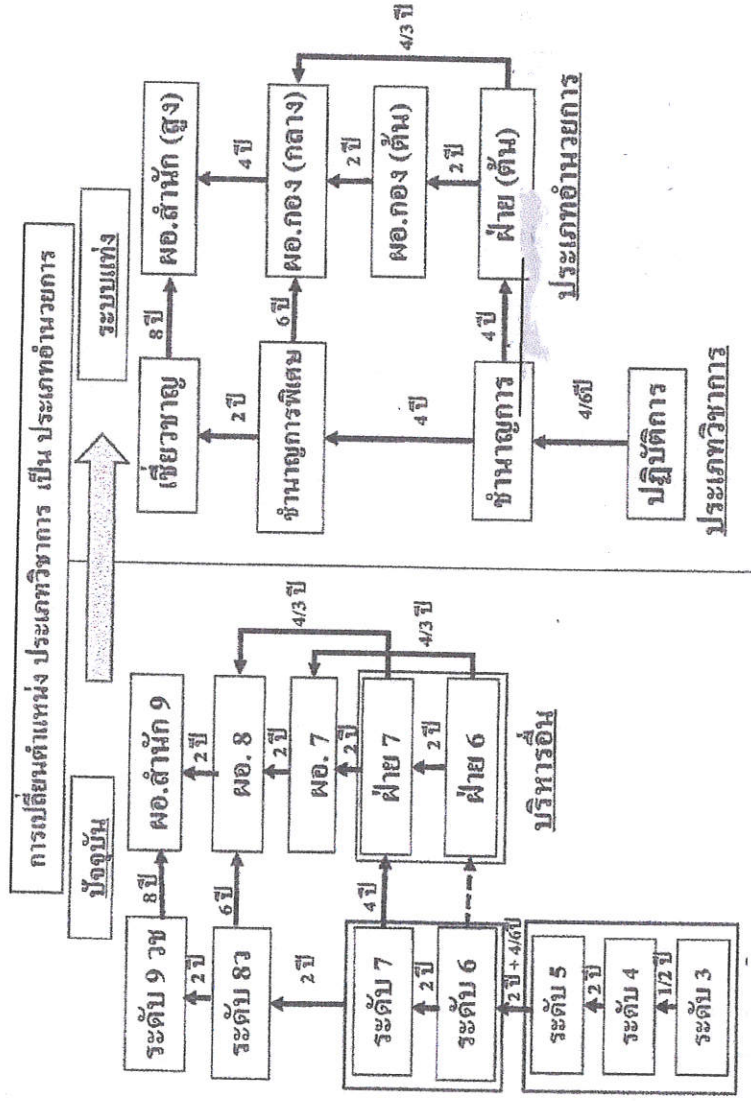 การเปลี่ยนตำแหน่ง ประเภทวิชาการ เป็น ประเภทอำนวยการ
ปัจจุบัน
ระดับ 9 วช
8 ปี
ผอ.สำนัก 9
2 ปี
2 ปี
ระดับ 8ว
6 ปี
ผอ. 8
2 ปี
2 ปี
ผอ. 7
4/3 ปี
2 ปี
ระดับ 7
4 ปี
ฝ่าย 7
4/3 ปี
2 ปี
2 ปี
ระดับ 6
ฝ่าย 6
2 ปี + 4/6ปี
บริหารอื่น
ระดับ 5
2 ปี
ระดับ 4
1/2 ปี
ระดับ 3
ระบบแท่ง
เชี่ยวชาญ
8 ปี
ผอ.สำนัก (สูง)
2 ปี
4 ปี
ชำนาญการพิเศษ
6 ปี
ผอ.กอง (กลาง)
4/3 ปี
4 ปี
2 ปี
ผอ.กอง (ต้น)
2 ปี
ชำนาญการ
4 ปี
ฝ่าย (ต้น)
4/6ปี
ประเภทอำนวยการ
ปฏิบัติการ
ประเภทวิชาการ